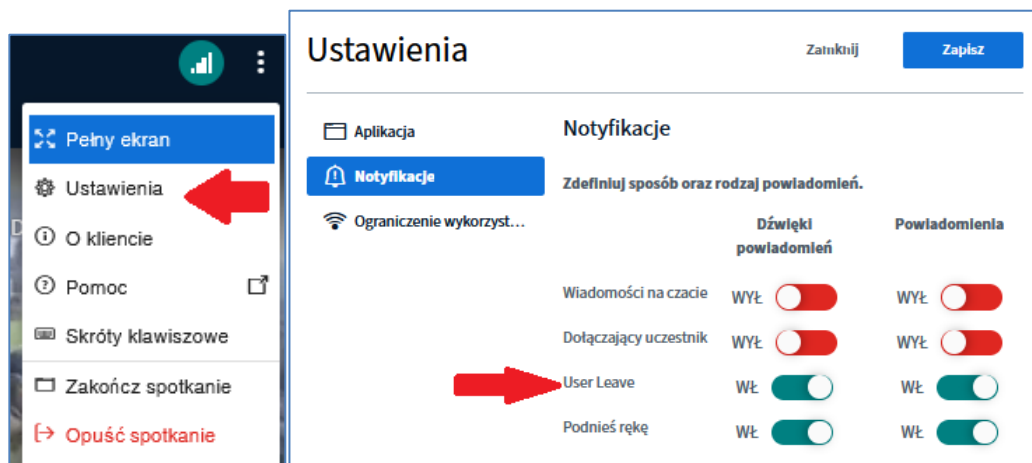 Pełny ekran
Ustawienia
O kliencie
Pomoc
Skróty klawiszowe
Zakończ spotkanie
Opuść spotkanie
Ustawienia
Zamknij
Zapisz
Aplikacja
Notyfikacje
Ograniczenie wykorzyst...
Notyfikacje
Zdefiniuj sposób oraz rodzaj powiadomień.
Dźwięki
powiadomień
Powiadomienia
Wiadomości na czacie WYŁ WYŁ
Dołączający uczestnik WYŁ WYŁ
User Leave WŁ WŁ
Podnieś rękę WŁ WŁ